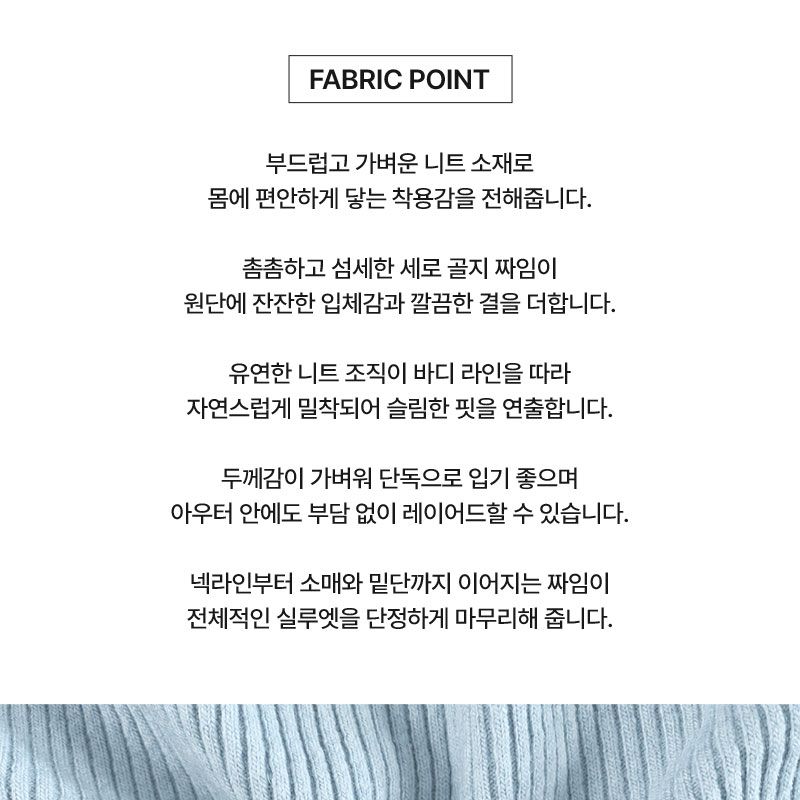 FABRIC POINT
부드럽고 가벼운 니트 소재로
몸에 편안하게 닿는 착용감을 전해줍니다.
촘촘하고 섬세한 세로 골지 짜임이
원단에 잔잔한 입체감과 깔끔한 결을 더합니다.
유연한 니트 조직이 바디 라인을 따라
자연스럽게 밀착되어 슬림한 핏을 연출합니다.
두께감이 가벼워 단독으로 입기 좋으며
아우터 안에도 부담 없이 레이어드할 수 있습니다.
넥라인부터 소매와 밑단까지 이어지는 짜임이
전체적인 실루엣을 단정하게 마무리해 줍니다.